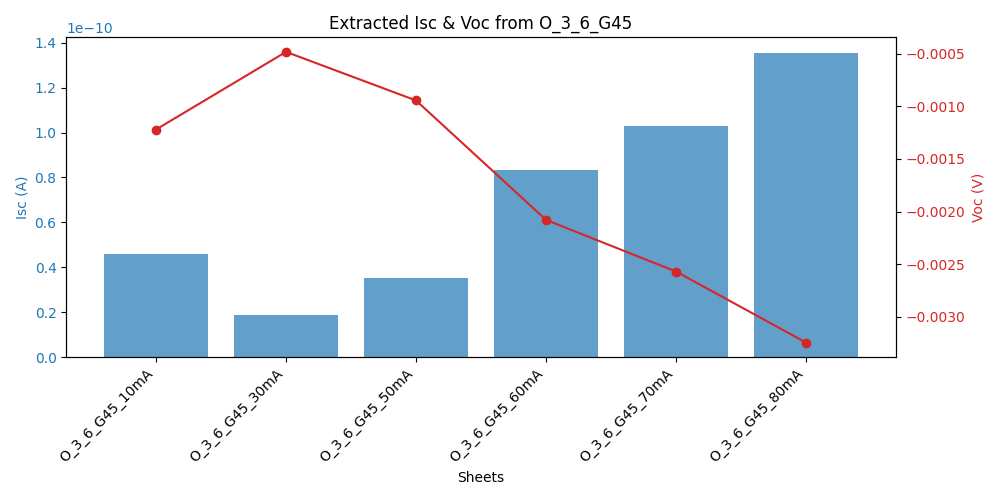 Extracted Isc & Voc from O_3_6_G45
1e−10
1.4
1.2
1.0
0.8
0.6
0.4
0.2
0.0
Isc (A)
−0.0005
−0.0010
−0.0015
−0.0020
−0.0025
−0.0030
Voc (V)
O_3_6_G45_10mA
O_3_6_G45_30mA
O_3_6_G45_50mA
O_3_6_G45_60mA
O_3_6_G45_70mA
O_3_6_G45_80mA
Sheets